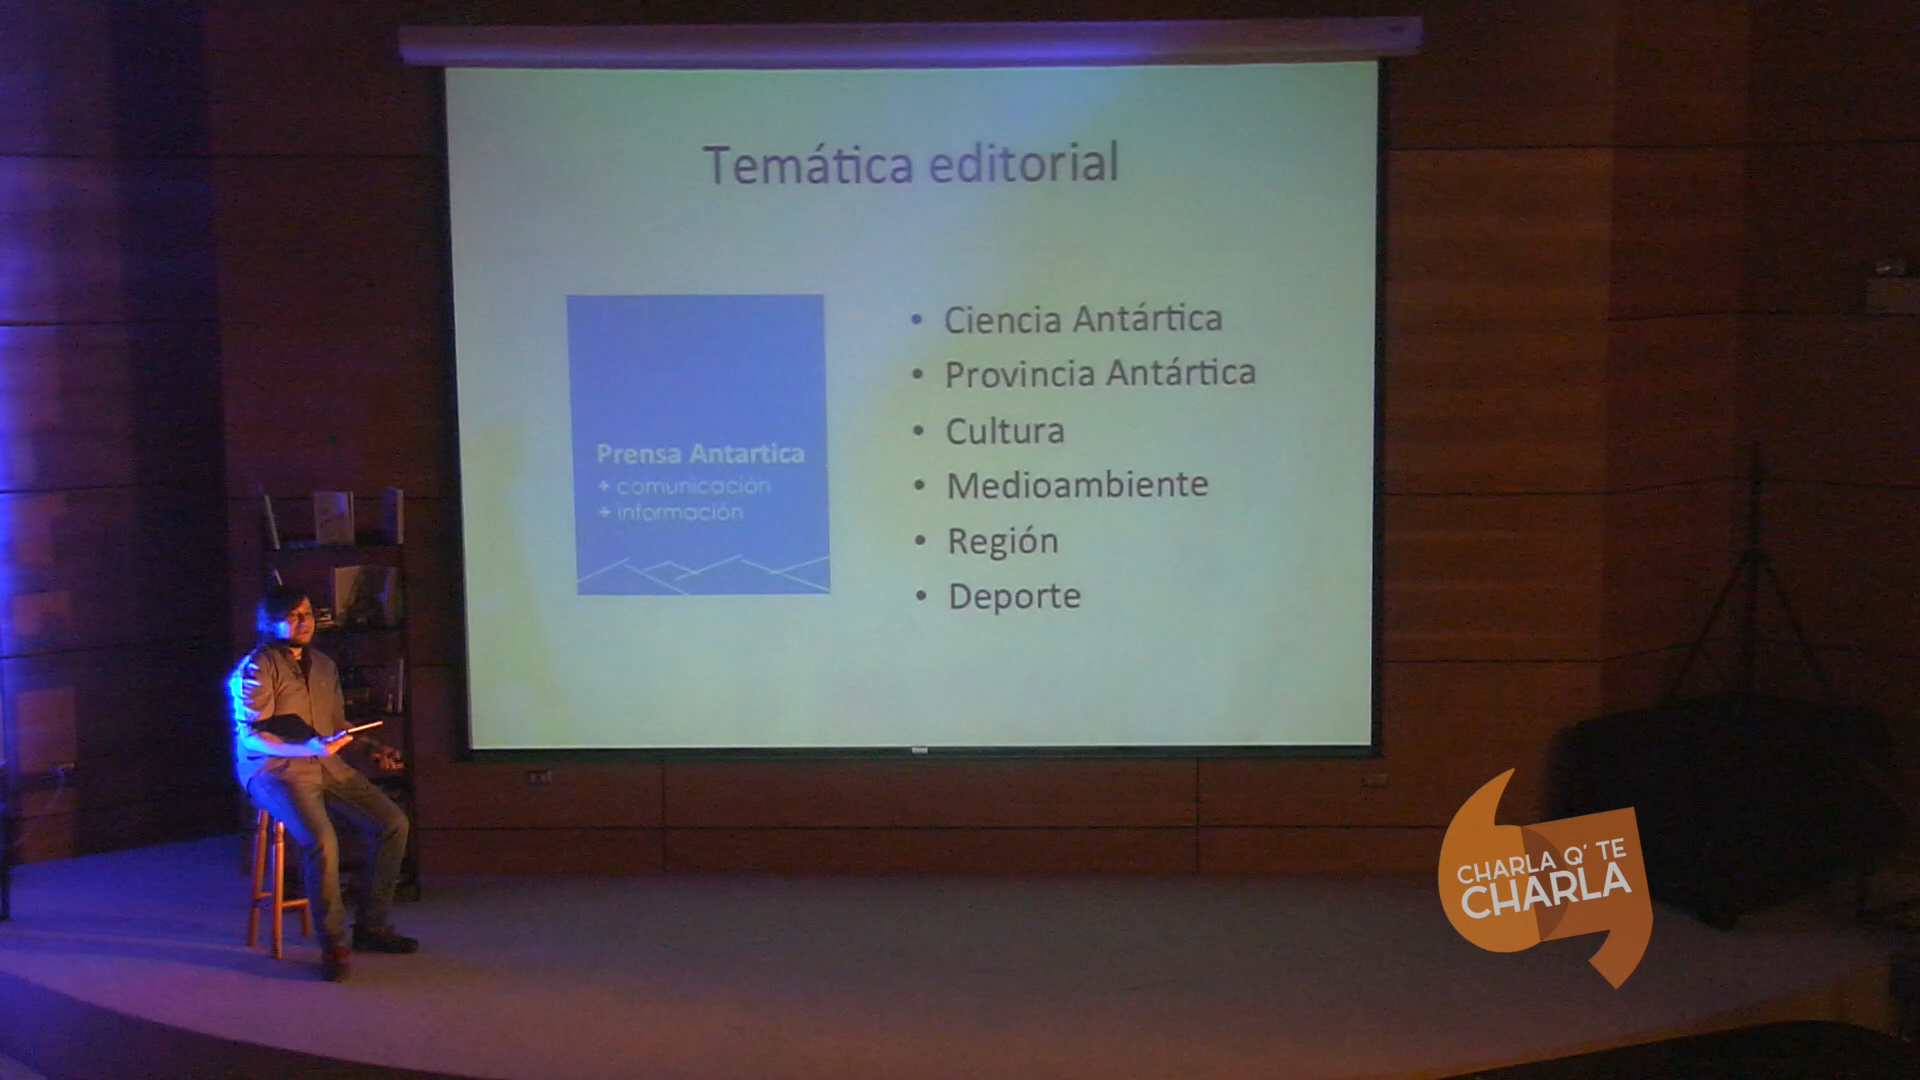 Temática editorial
Prensa Antartica
+ comunicación
+ información
• Ciencia Antártica
• Provincia Antártica
• Cultura
• Medioambiente
• Región
• Deporte
CHARLA Q' TE
CHARLA